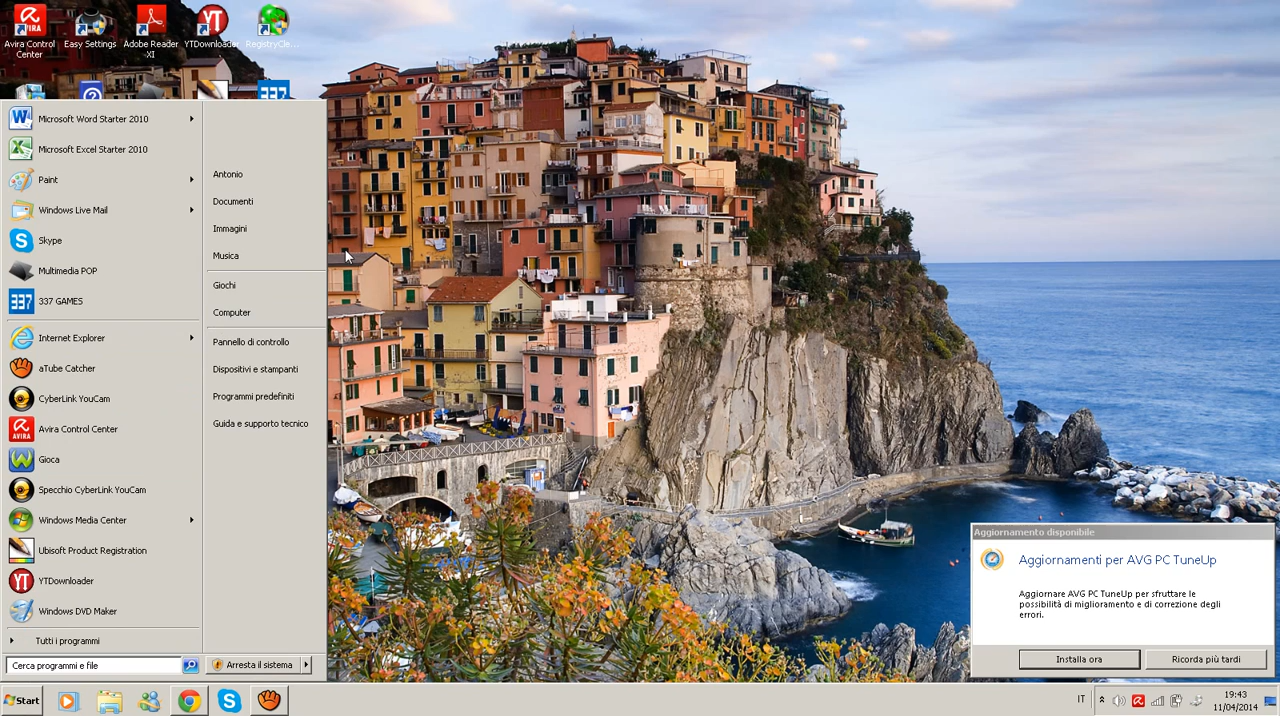 Avira Control
Center
Easy Settings
Adobe Reader
XI
YTDownloader
RegistryCle...
337
Microsoft Word Starter 2010
Microsoft Excel Starter 2010
Paint
Windows Live Mail
Skype
Multimedia POP
337 GAMES
Internet Explorer
aTube Catcher
CyberLink YouCam
Avira Control Center
Gioca
Specchio CyberLink YouCam
Windows Media Center
Ubisoft Product Registration
YTDownloader
Windows DVD Maker
Tutti i programmi
Cerca programmi e file
Antonio
Documenti
Immagini
Musica
Giochi
Computer
Pannello di controllo
Dispositivi e stampanti
Programmi predefiniti
Guida e supporto tecnico
Arresta il sistema
Aggiornamento disponibile
Aggiornamenti per AVG PC TuneUp
Aggiornare AVG PC TuneUp per sfruttare le
possibilità di miglioramento e di correzione degli
errori.
Installa ora
Ricorda più tardi
Start
IT
19:43
11/04/2014